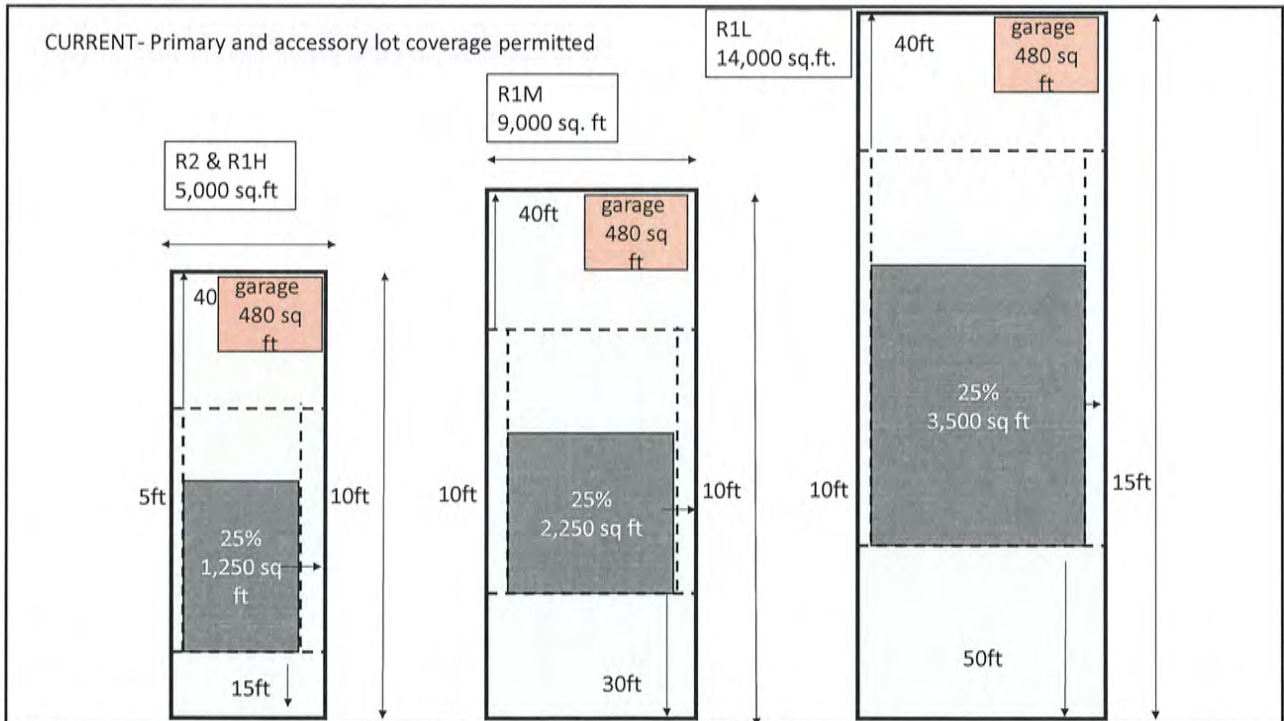 CURRENT- Primary and accessory lot coverage permitted
R2 & R1H
5,000 sq.ft
40
garage
480 sq
ft
5ft
10ft
25%
1,250 sq
ft
15ft
R1M
9,000 sq. ft
40ft
garage
480 sq
ft
10ft
10ft
25%
2,250 sq ft
30ft
R1L
14,000 sq.ft.
40ft
garage
480 sq
ft
25%
3,500 sq ft
10ft
15ft
50ft